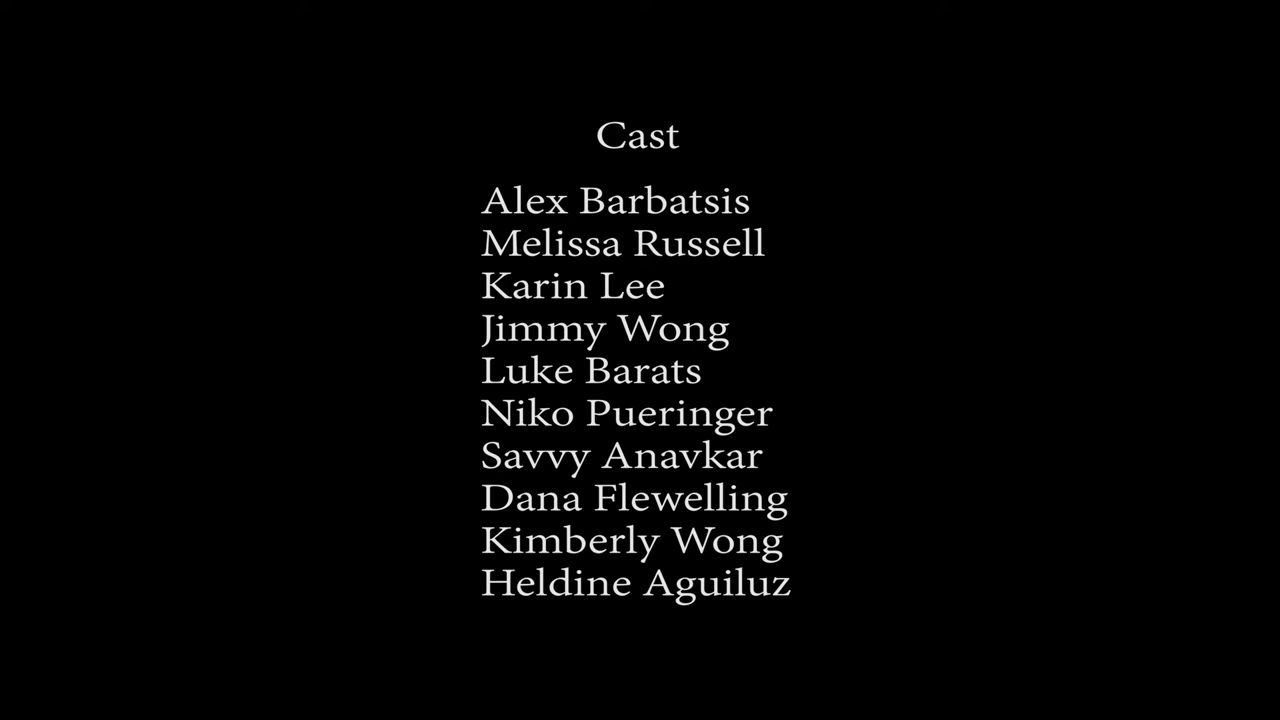 Cast
Alex Barbatsis
Melissa Russell
Karin Lee
Jimmy Wong
Luke Barats
Niko Pueringer
Savvy Anavkar
Dana Flewelling
Kimberly Wong
Heldine Aguiluz